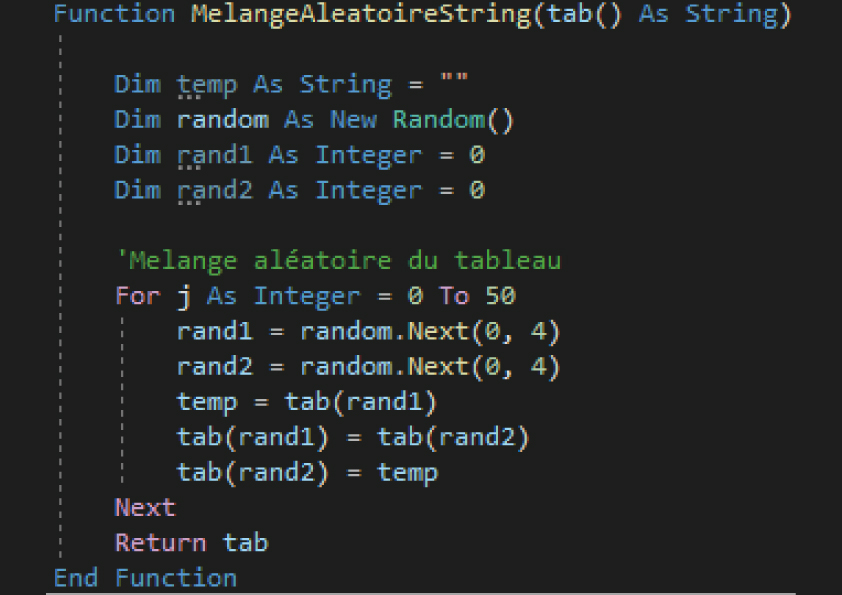 Function MelangeAleatoireString(tab() As String)
Dim temp As String = ""
Dim random As New Random()
Dim rand1 As Integer = 0
Dim rand2 As Integer = 0
'Melange aléatoire du tableau
For j As Integer = 0 To 50
rand1 = random.Next(0, 4)
rand2 = random.Next(0, 4)
temp = tab(rand1)
tab(rand1) = tab(rand2)
tab(rand2) = temp
Next
Return tab
End Function